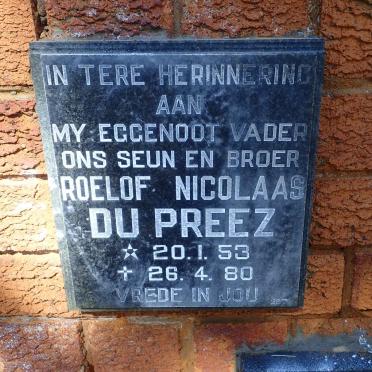 IN TERE HERINNERING
AAN
MY EGGENOOT VADER
ONS SEUN EN BROER
ROELOF NICOLAAS
DU PREEZ
☆ 20.1.53
+ 26.4.80
VREDE IN JOU